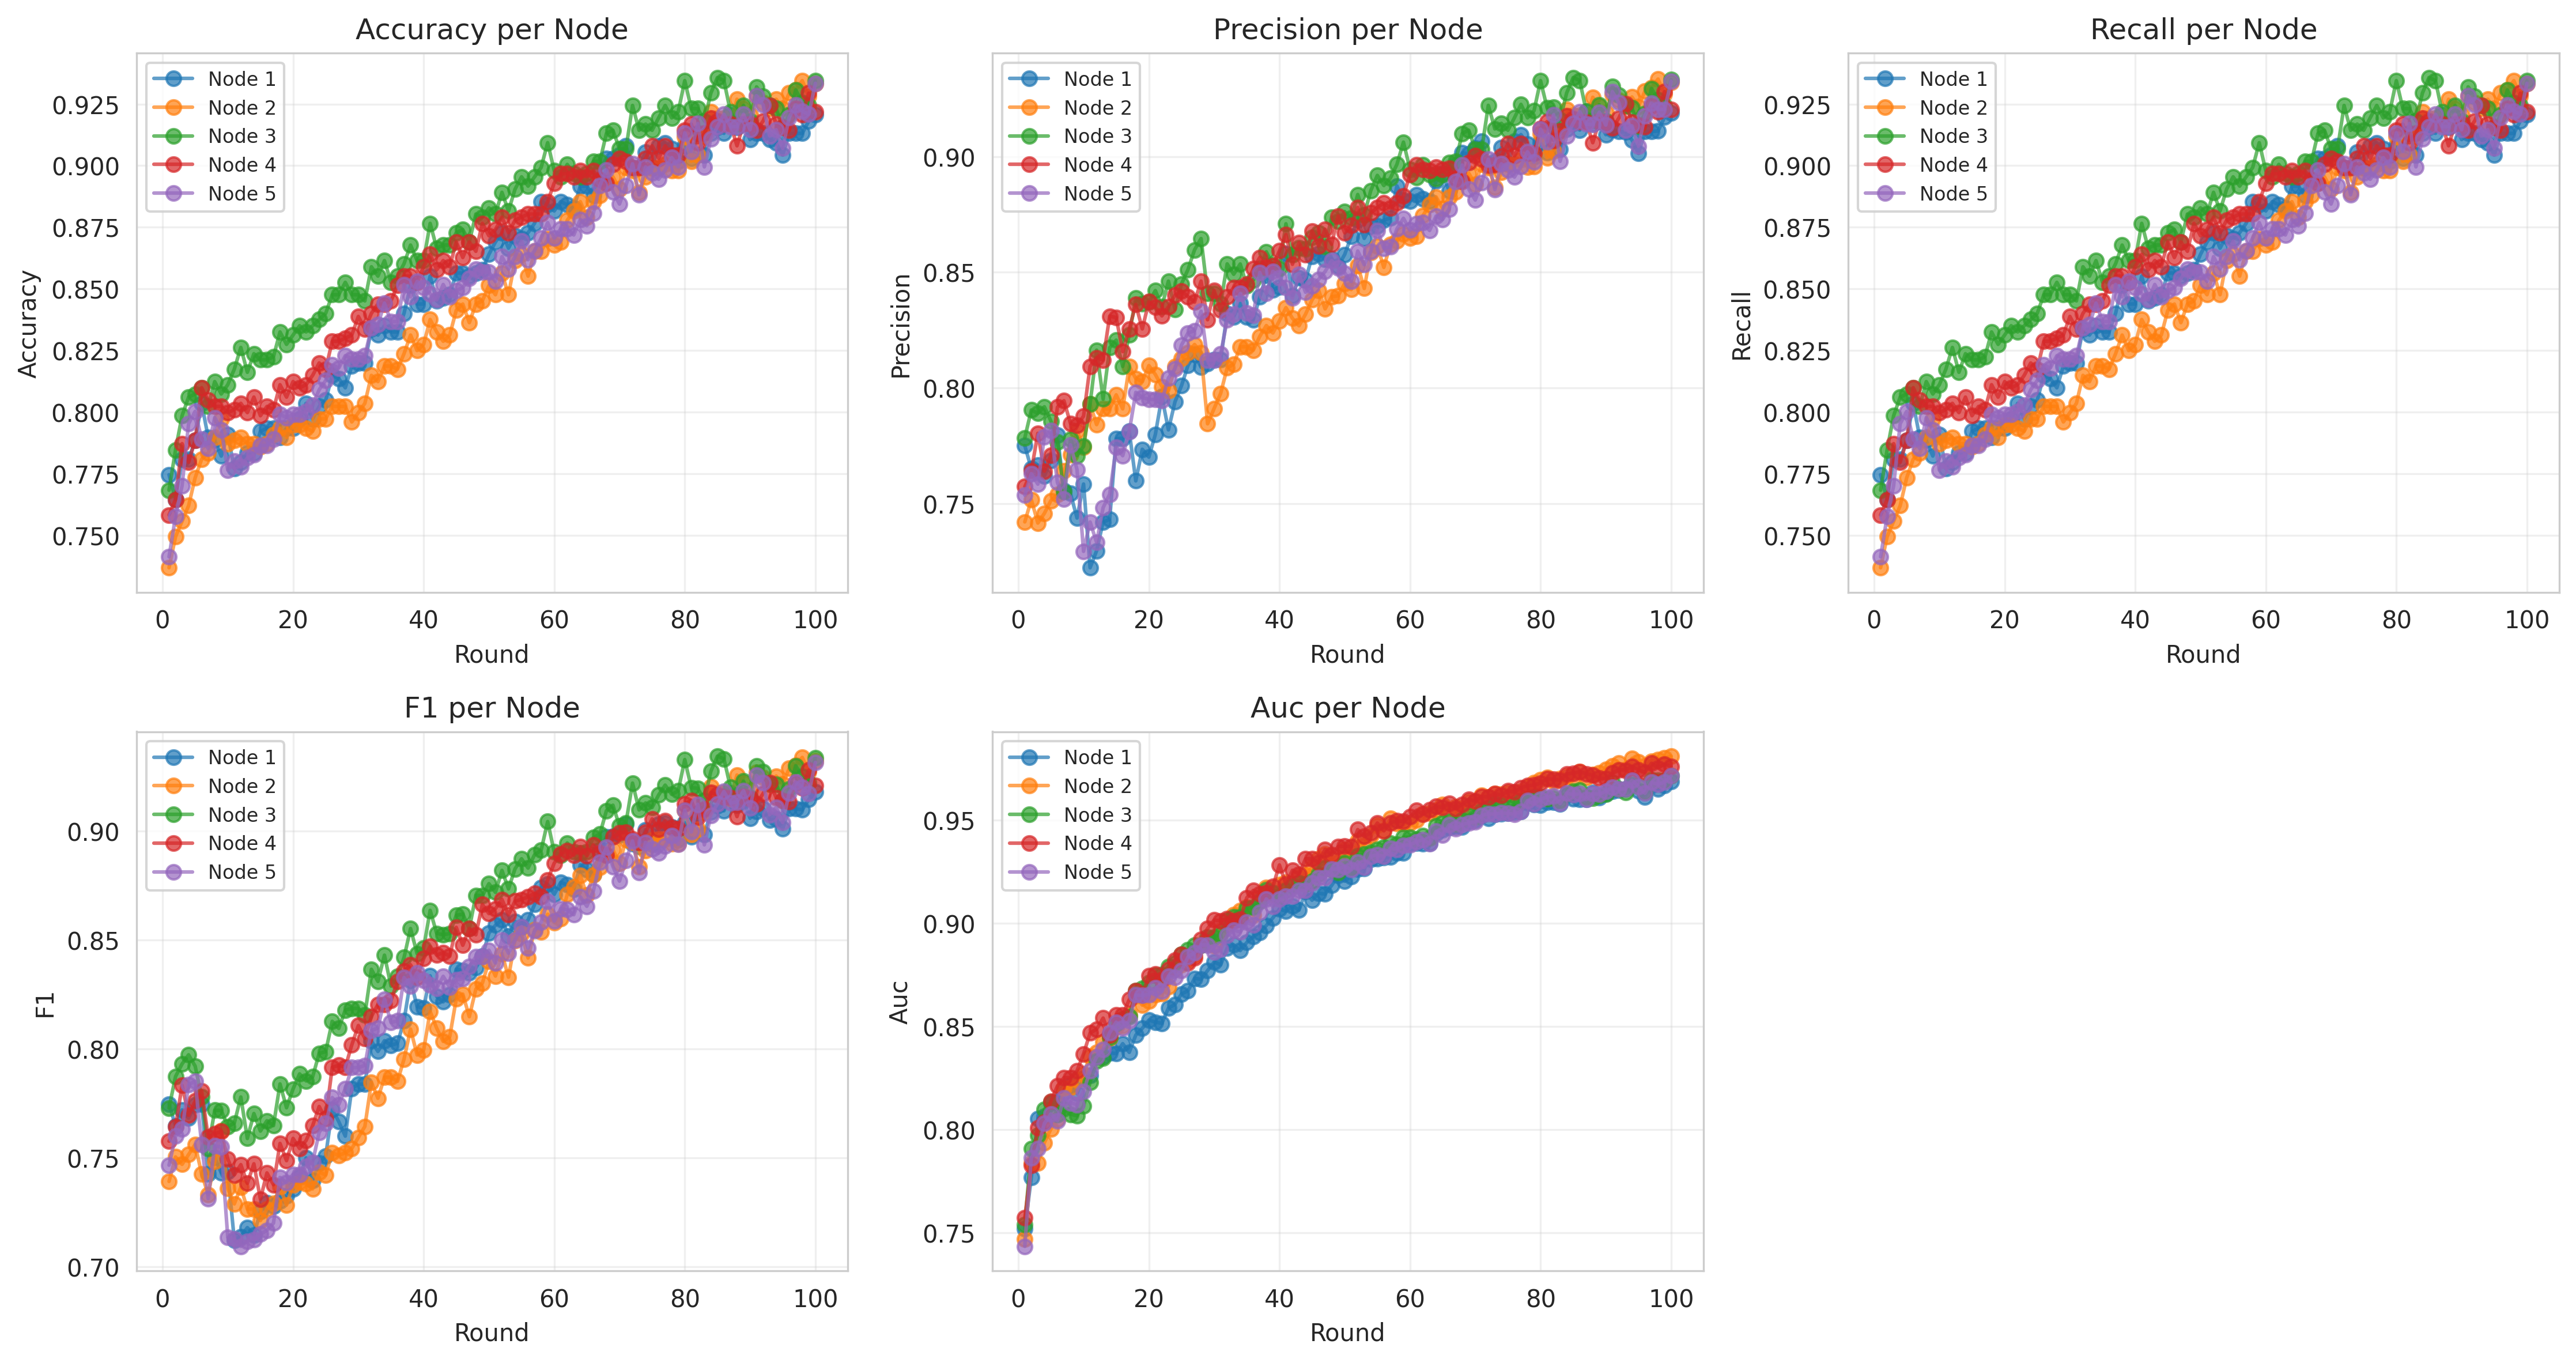 Accuracy per Node
Accuracy
0.925
0.900
0.875
0.850
0.825
0.800
0.775
0.750
Node 1
Node 2
Node 3
Node 4
Node 5
0 20 40 60 80 100
Round
Precision per Node
Precision
0.90
0.85
0.80
0.75
Node 1
Node 2
Node 3
Node 4
Node 5
0 20 40 60 80 100
Round
Recall per Node
Recall
0.925
0.900
0.875
0.850
0.825
0.800
0.775
0.750
Node 1
Node 2
Node 3
Node 4
Node 5
0 20 40 60 80 100
Round
F1 per Node
F1
0.90
0.85
0.80
0.75
0.70
Node 1
Node 2
Node 3
Node 4
Node 5
0 20 40 60 80 100
Round
Auc per Node
Auc
0.95
0.90
0.85
0.80
0.75
Node 1
Node 2
Node 3
Node 4
Node 5
0 20 40 60 80 100
Round